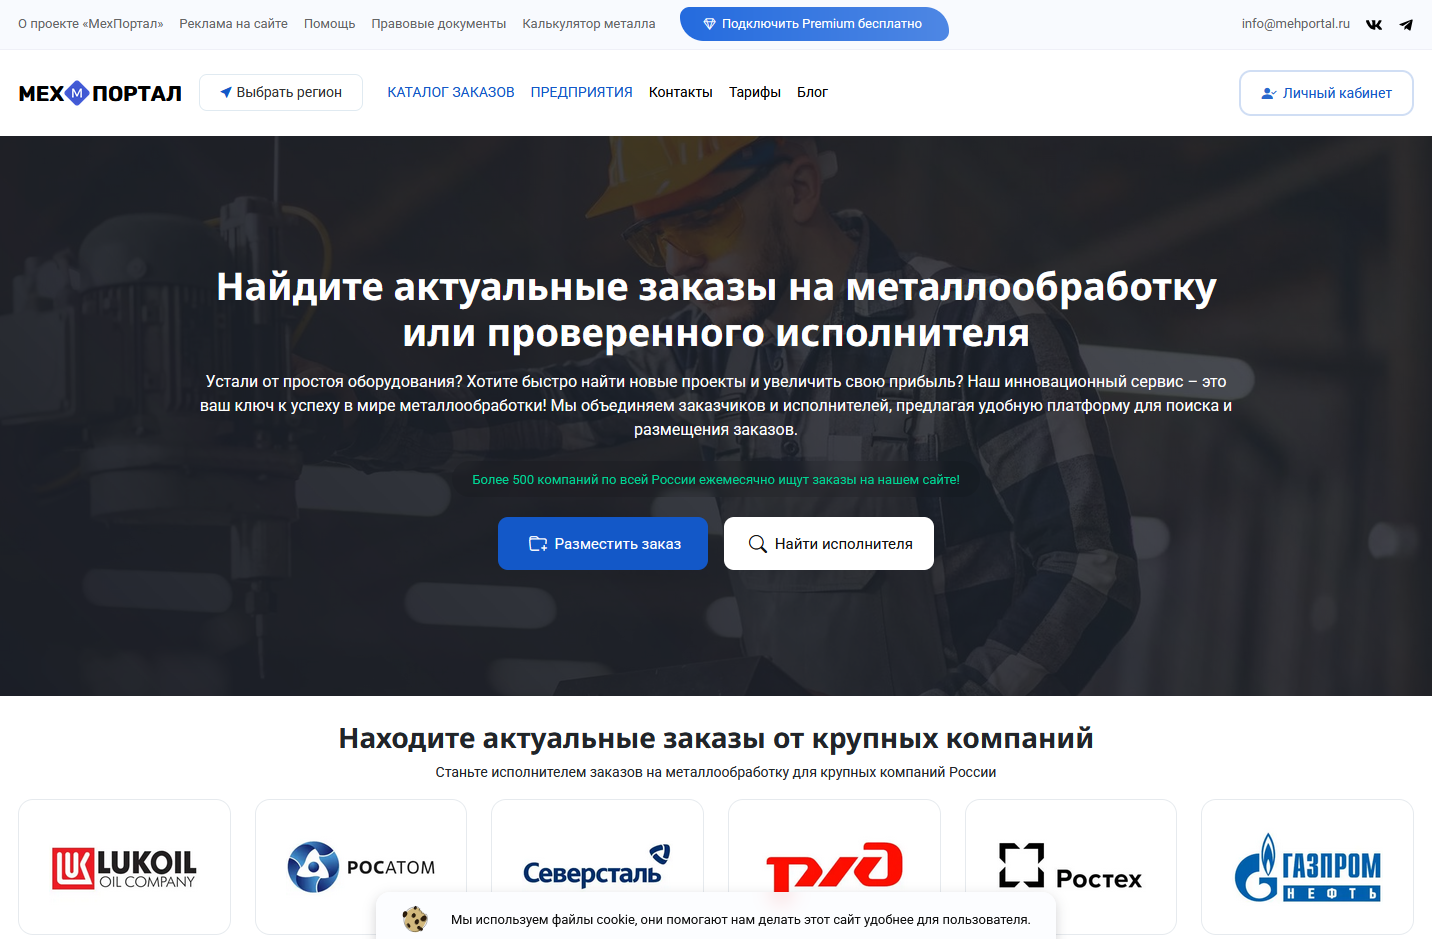 О проекте «МехПортал» Реклама на сайте Помощь Правовые документы Калькулятор металла Подключить Premium бесплатно info@mehportal.ru
МЕХ М ПОРТАЛ Выбрать регион КАТАЛОГ ЗАКАЗОВ ПРЕДПРИЯТИЯ Контакты Тарифы Блог Личный кабинет
Найдите актуальные заказы на металлообработку
или проверенного исполнителя
Устали от простоя оборудования? Хотите быстро найти новые проекты и увеличить свою прибыль? Наш инновационный сервис – это
ваш ключ к успеху в мире металлообработки! Мы объединяем заказчиков и исполнителей, предлагая удобную платформу для поиска и
размещения заказов.
Более 500 компаний по всей России ежемесячно ищут заказы на нашем сайте!
Разместить заказ Найти исполнителя
Находите актуальные заказы от крупных компаний
Станьте исполнителем заказов на металлообработку для крупных компаний России
LUKOIL
OIL COMPANY
РОСАТОМ
Северсталь
РЖД
Ростех
ГАЗПРОМ
НЕФТЬ
Мы используем файлы cookie, они помогают нам делать этот сайт удобнее для пользователя.